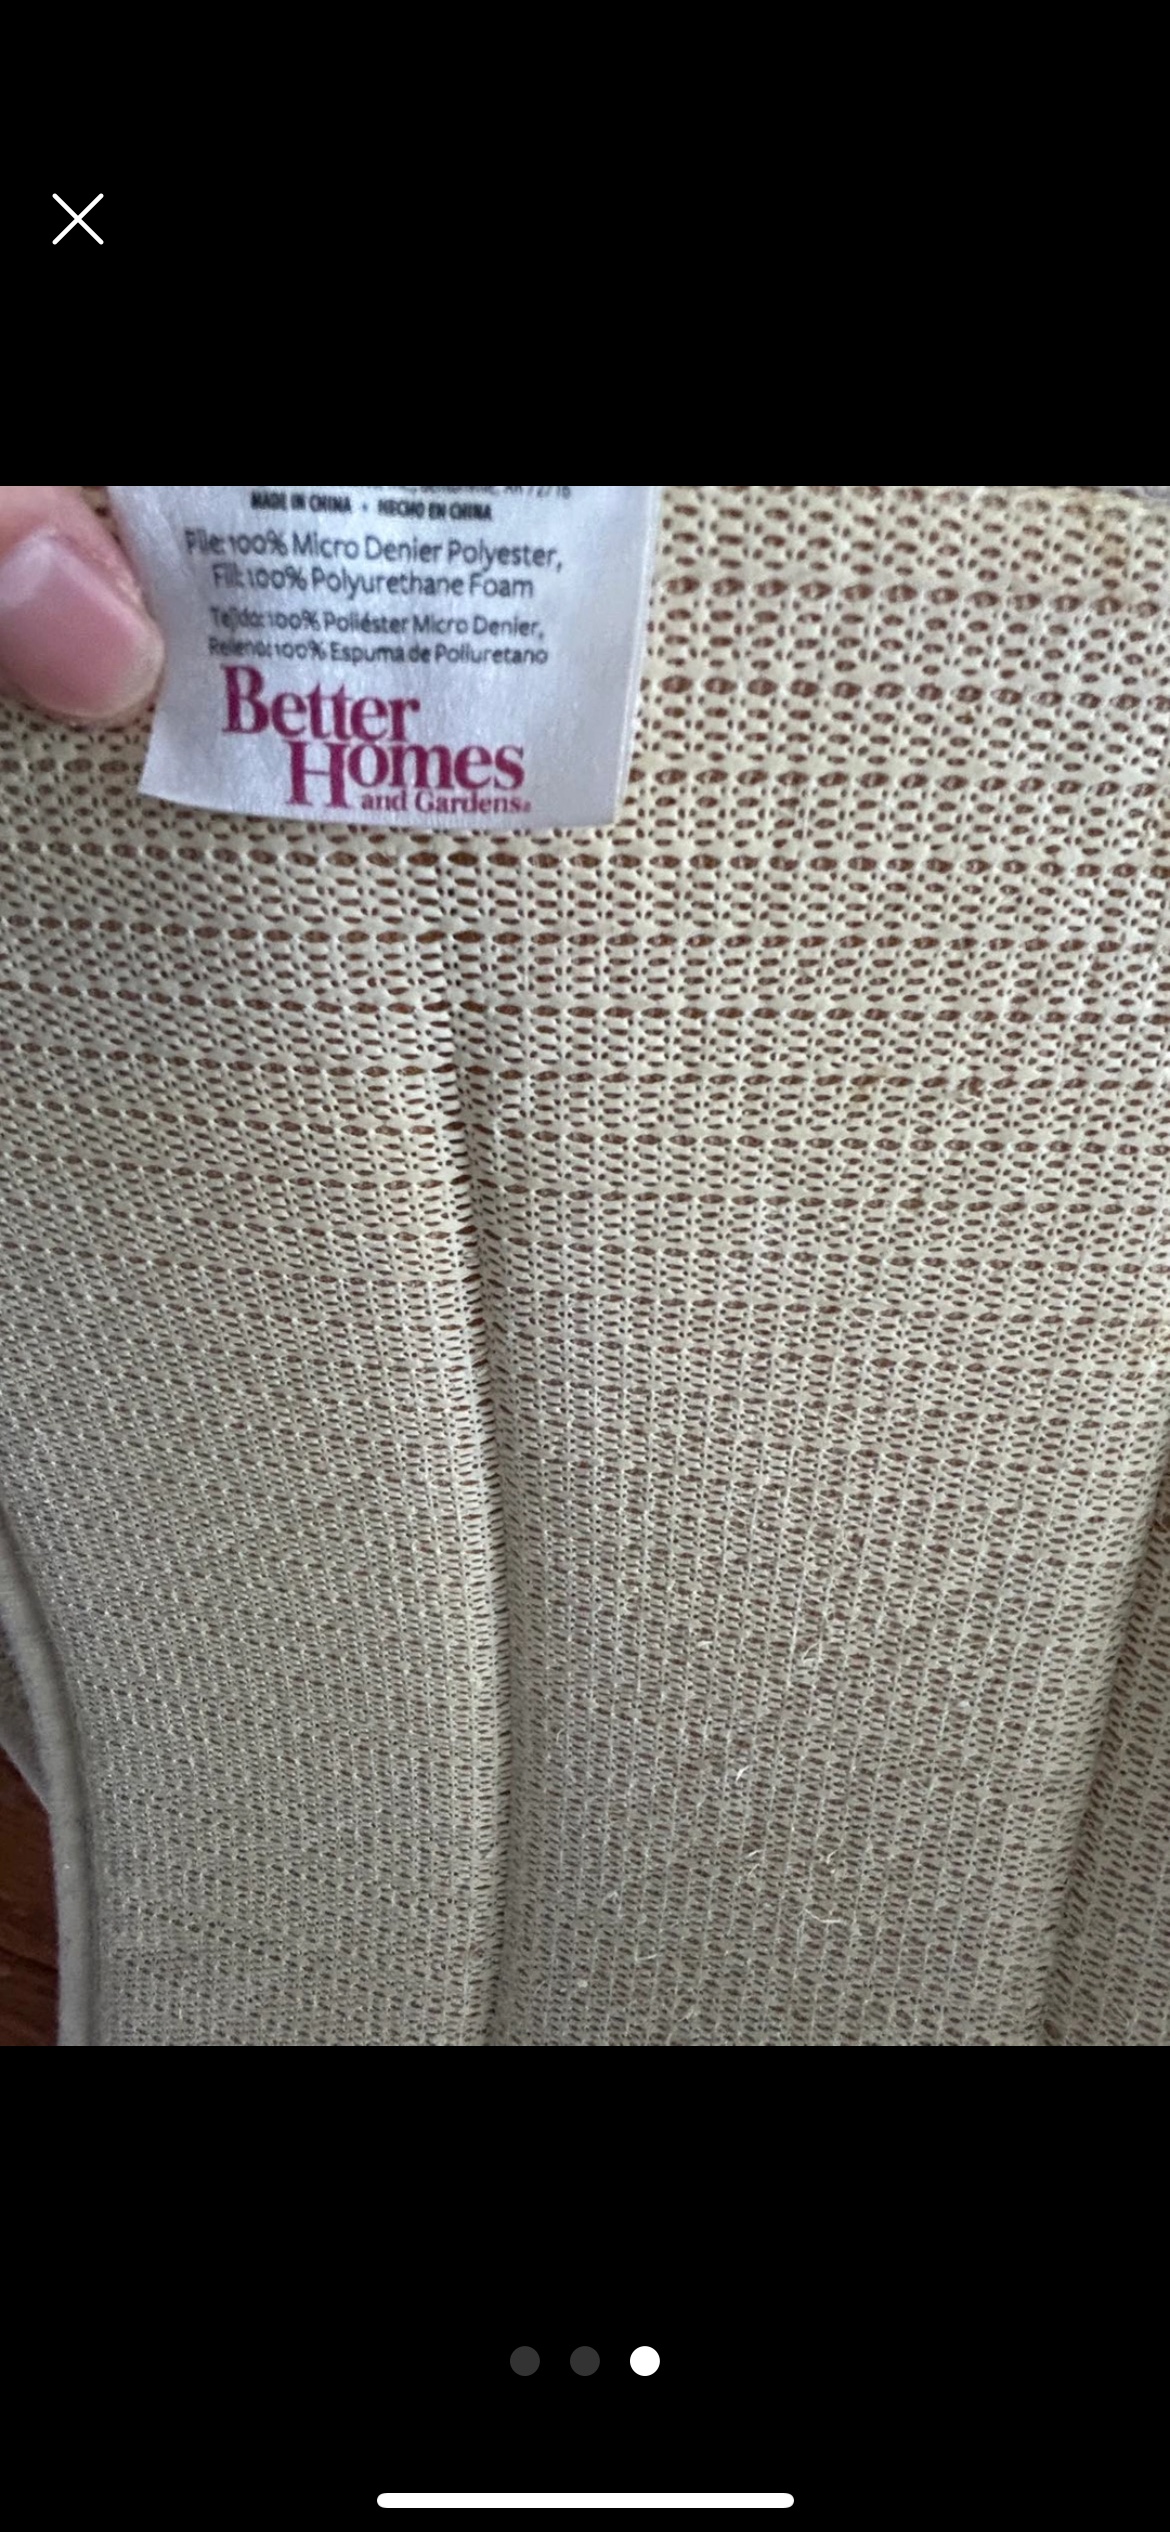 MADE IN CHINA • HECHO EN CHINA
Pile: 100% Micro Denier Polyester,
Fill: 100% Polyurethane Foam
Tejido: 100% Poliéster Micro Denier,
Relleno: 100% Espuma de Poliuretano
Better
Homes
and Gardens®